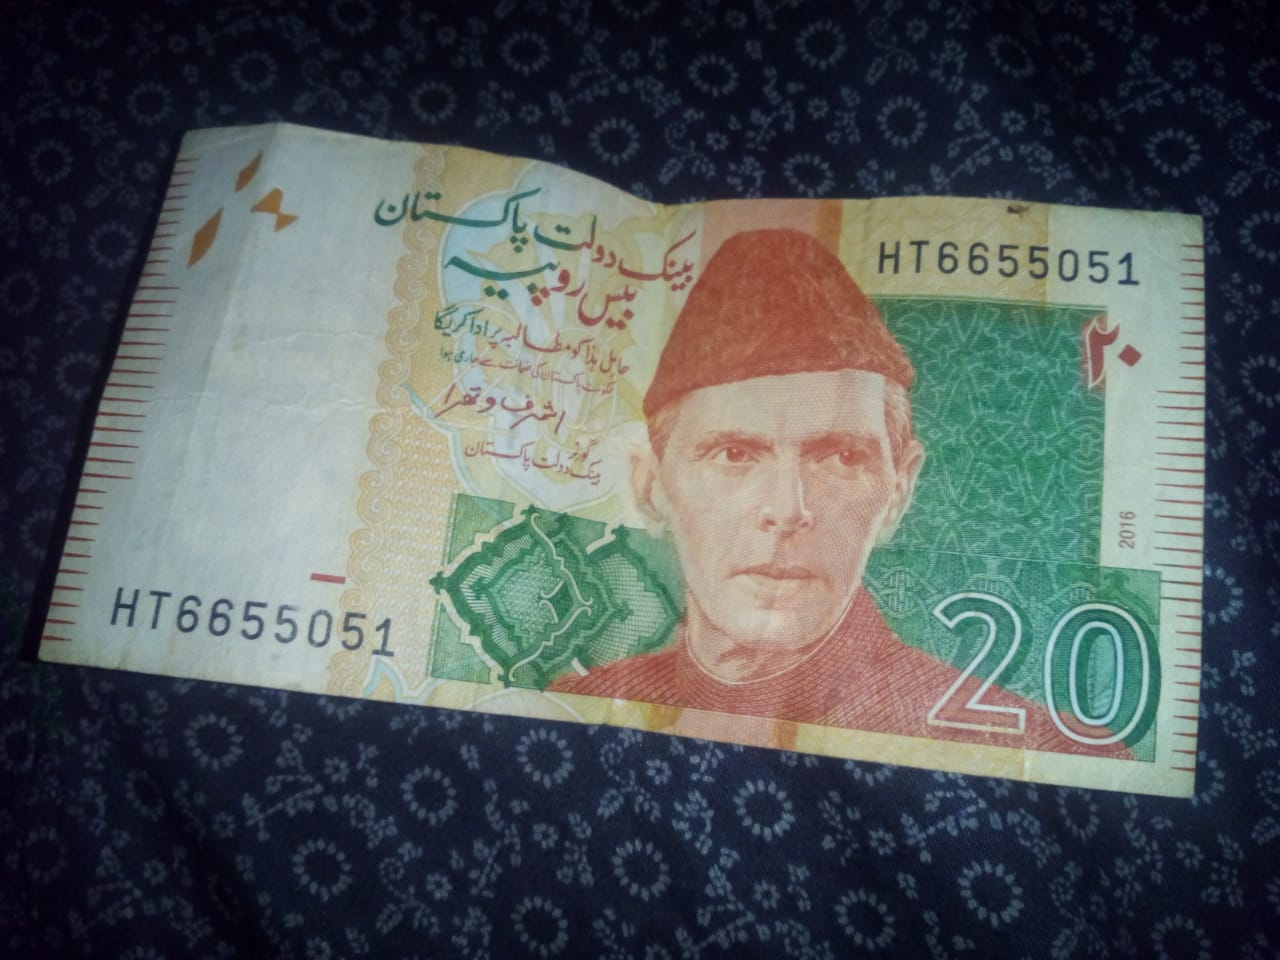 بینک دولت پاکستان
بیس روپیہ
حامل ہٰذا کو مطالبہ پر ادا کریگا
حکومت پاکستان کی ضمانت سے جاری ہوا
اشرف وتھرا
گورنر
بینک دولت پاکستان
HT6655051
۲۰
2016
HT6655051
20